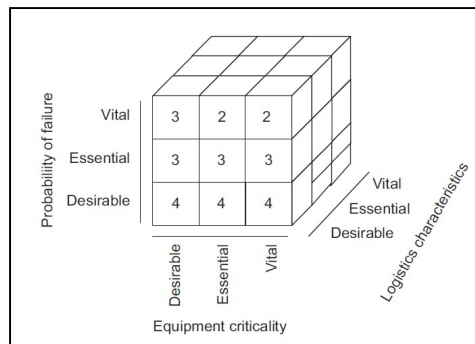 Probability of failure
Vital
3 2 2
Essential
3 3 3
Desirable
4 4 4
Desirable
Essential
Vital
Equipment criticality
Vital
Essential
Desirable
Logistics characteristics